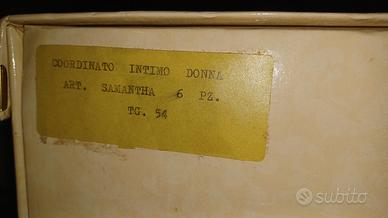 COORDINATO INTIMO DONNA
ART. SAMANTHA 6 PZ.
TG. 54
subito